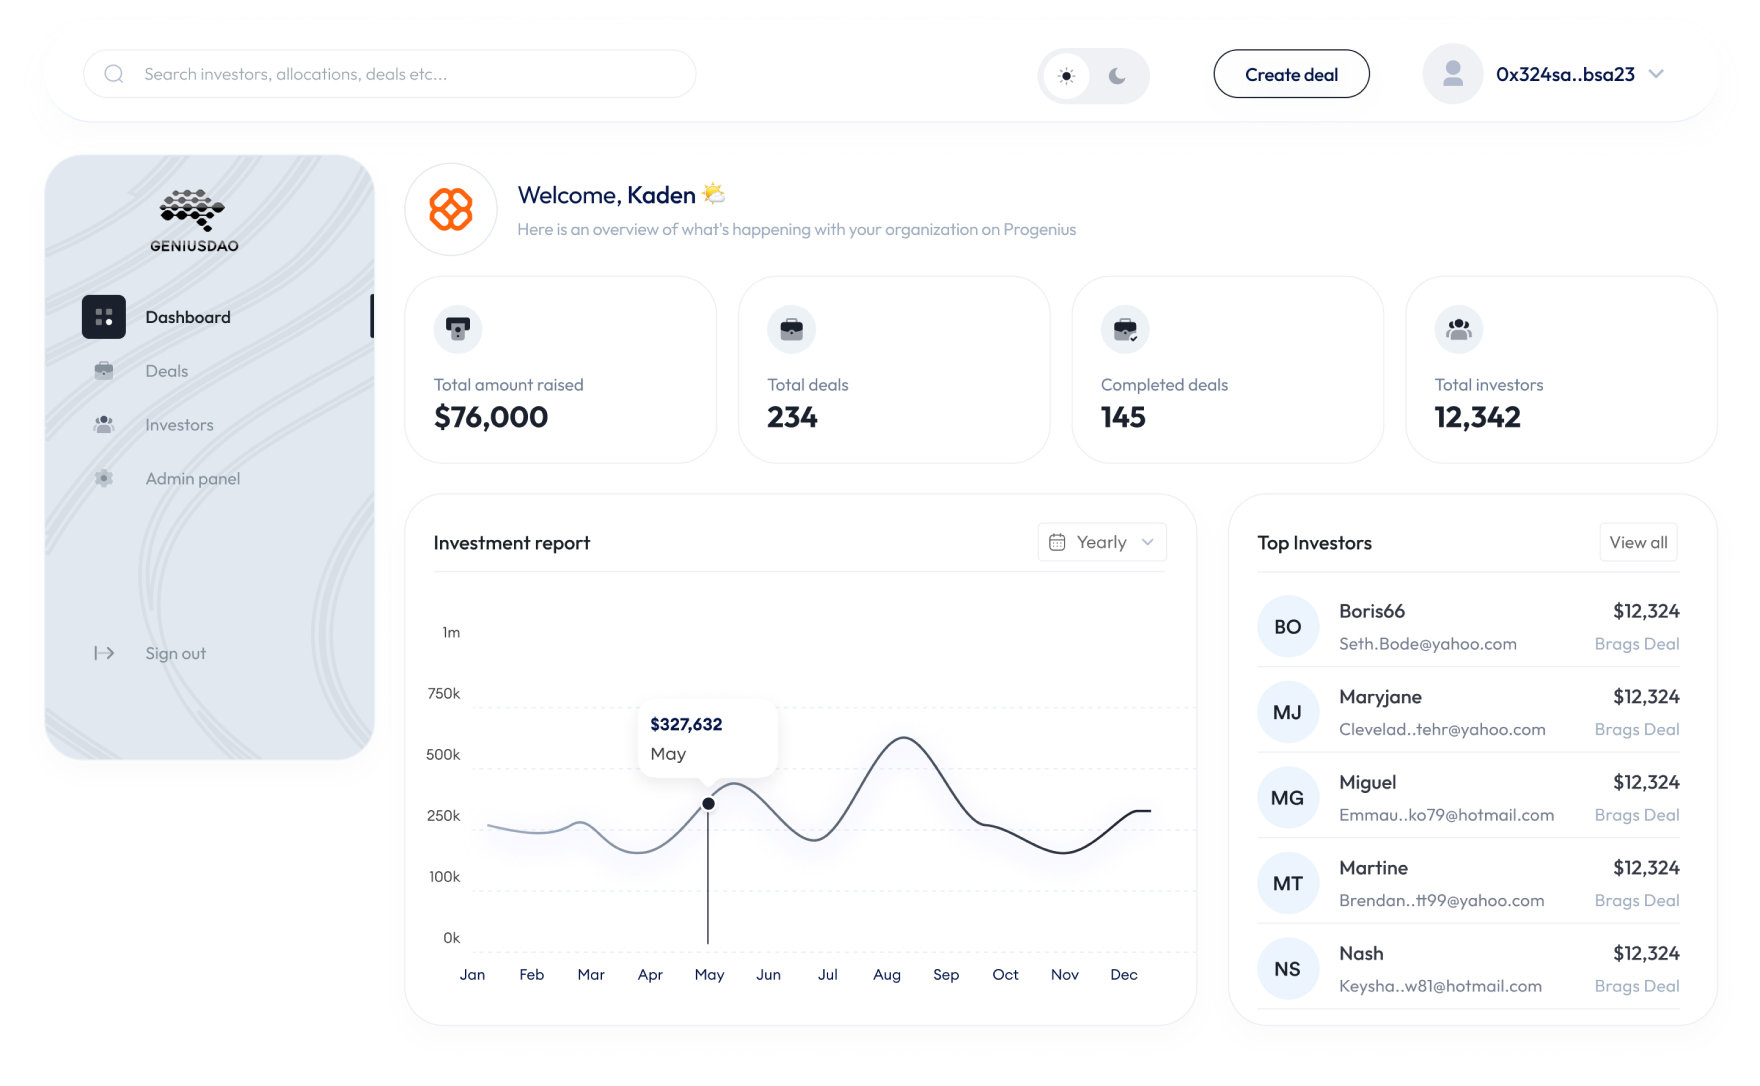 Search investors, allocations, deals etc...
Create deal
0x324sa..bsa23
GENIUSDAO
Dashboard
Deals
Investors
Admin panel
Sign out
Welcome, Kaden 🌤️
Here is an overview of what's happening with your organization on Progenius
Total amount raised
$76,000
Total deals
234
Completed deals
145
Total investors
12,342
Investment report
Yearly
1m
750k
500k
250k
100k
0k
$327,632
May
Jan Feb Mar Apr May Jun Jul Aug Sep Oct Nov Dec
Top Investors
View all
BO
Boris66 $12,324
Seth.Bode@yahoo.com Brags Deal
MJ
Maryjane $12,324
Clevelad..tehr@yahoo.com Brags Deal
MG
Miguel $12,324
Emmau..ko79@hotmail.com Brags Deal
MT
Martine $12,324
Brendan..tt99@yahoo.com Brags Deal
NS
Nash $12,324
Keysha..w81@hotmail.com Brags Deal